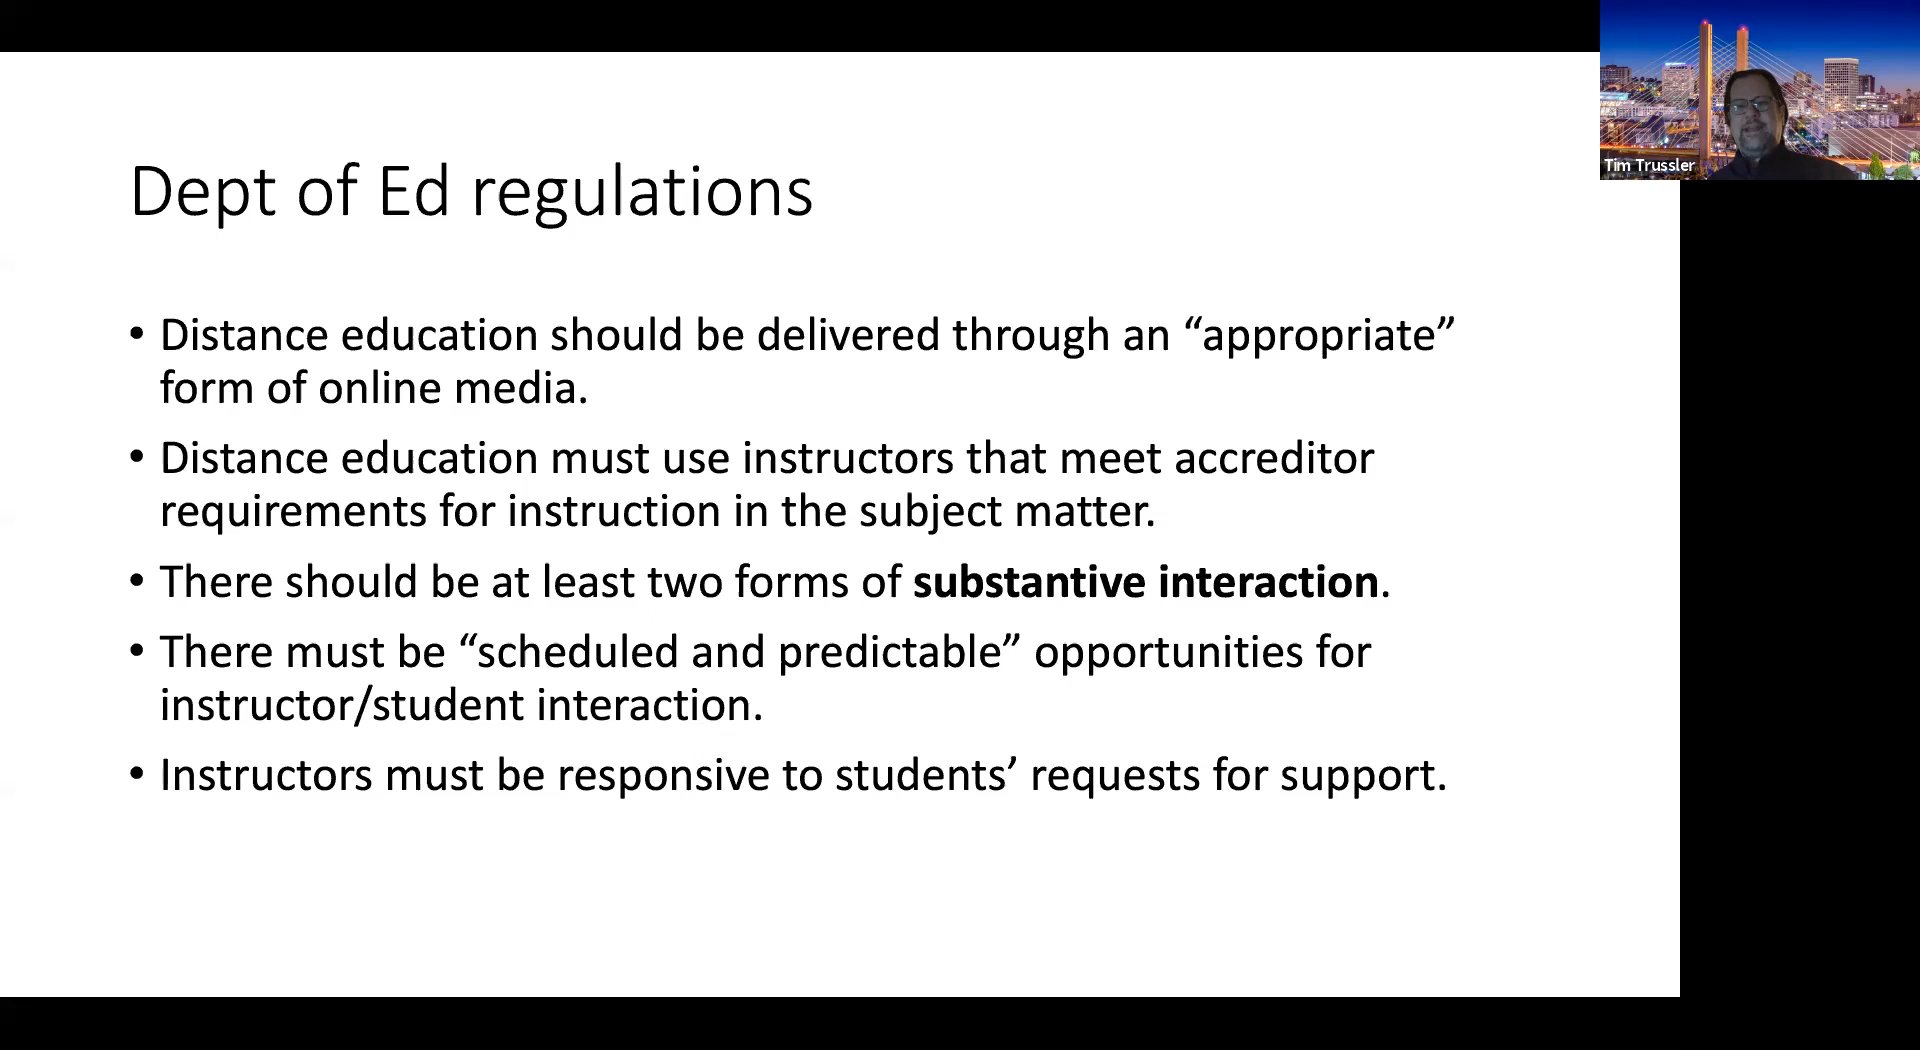 Tim Trussler
Dept of Ed regulations
• Distance education should be delivered through an “appropriate”
form of online media.
• Distance education must use instructors that meet accreditor
requirements for instruction in the subject matter.
• There should be at least two forms of substantive interaction.
• There must be “scheduled and predictable” opportunities for
instructor/student interaction.
• Instructors must be responsive to students’ requests for support.